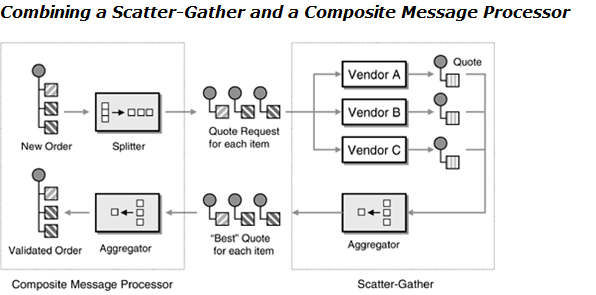 Combining a Scatter-Gather and a Composite Message Processor
Vendor A
Quote
Vendor B
Vendor C
New Order
Splitter
Quote Request
for each item
Validated Order
Aggregator
"Best" Quote
for each item
Aggregator
Composite Message Processor
Scatter-Gather